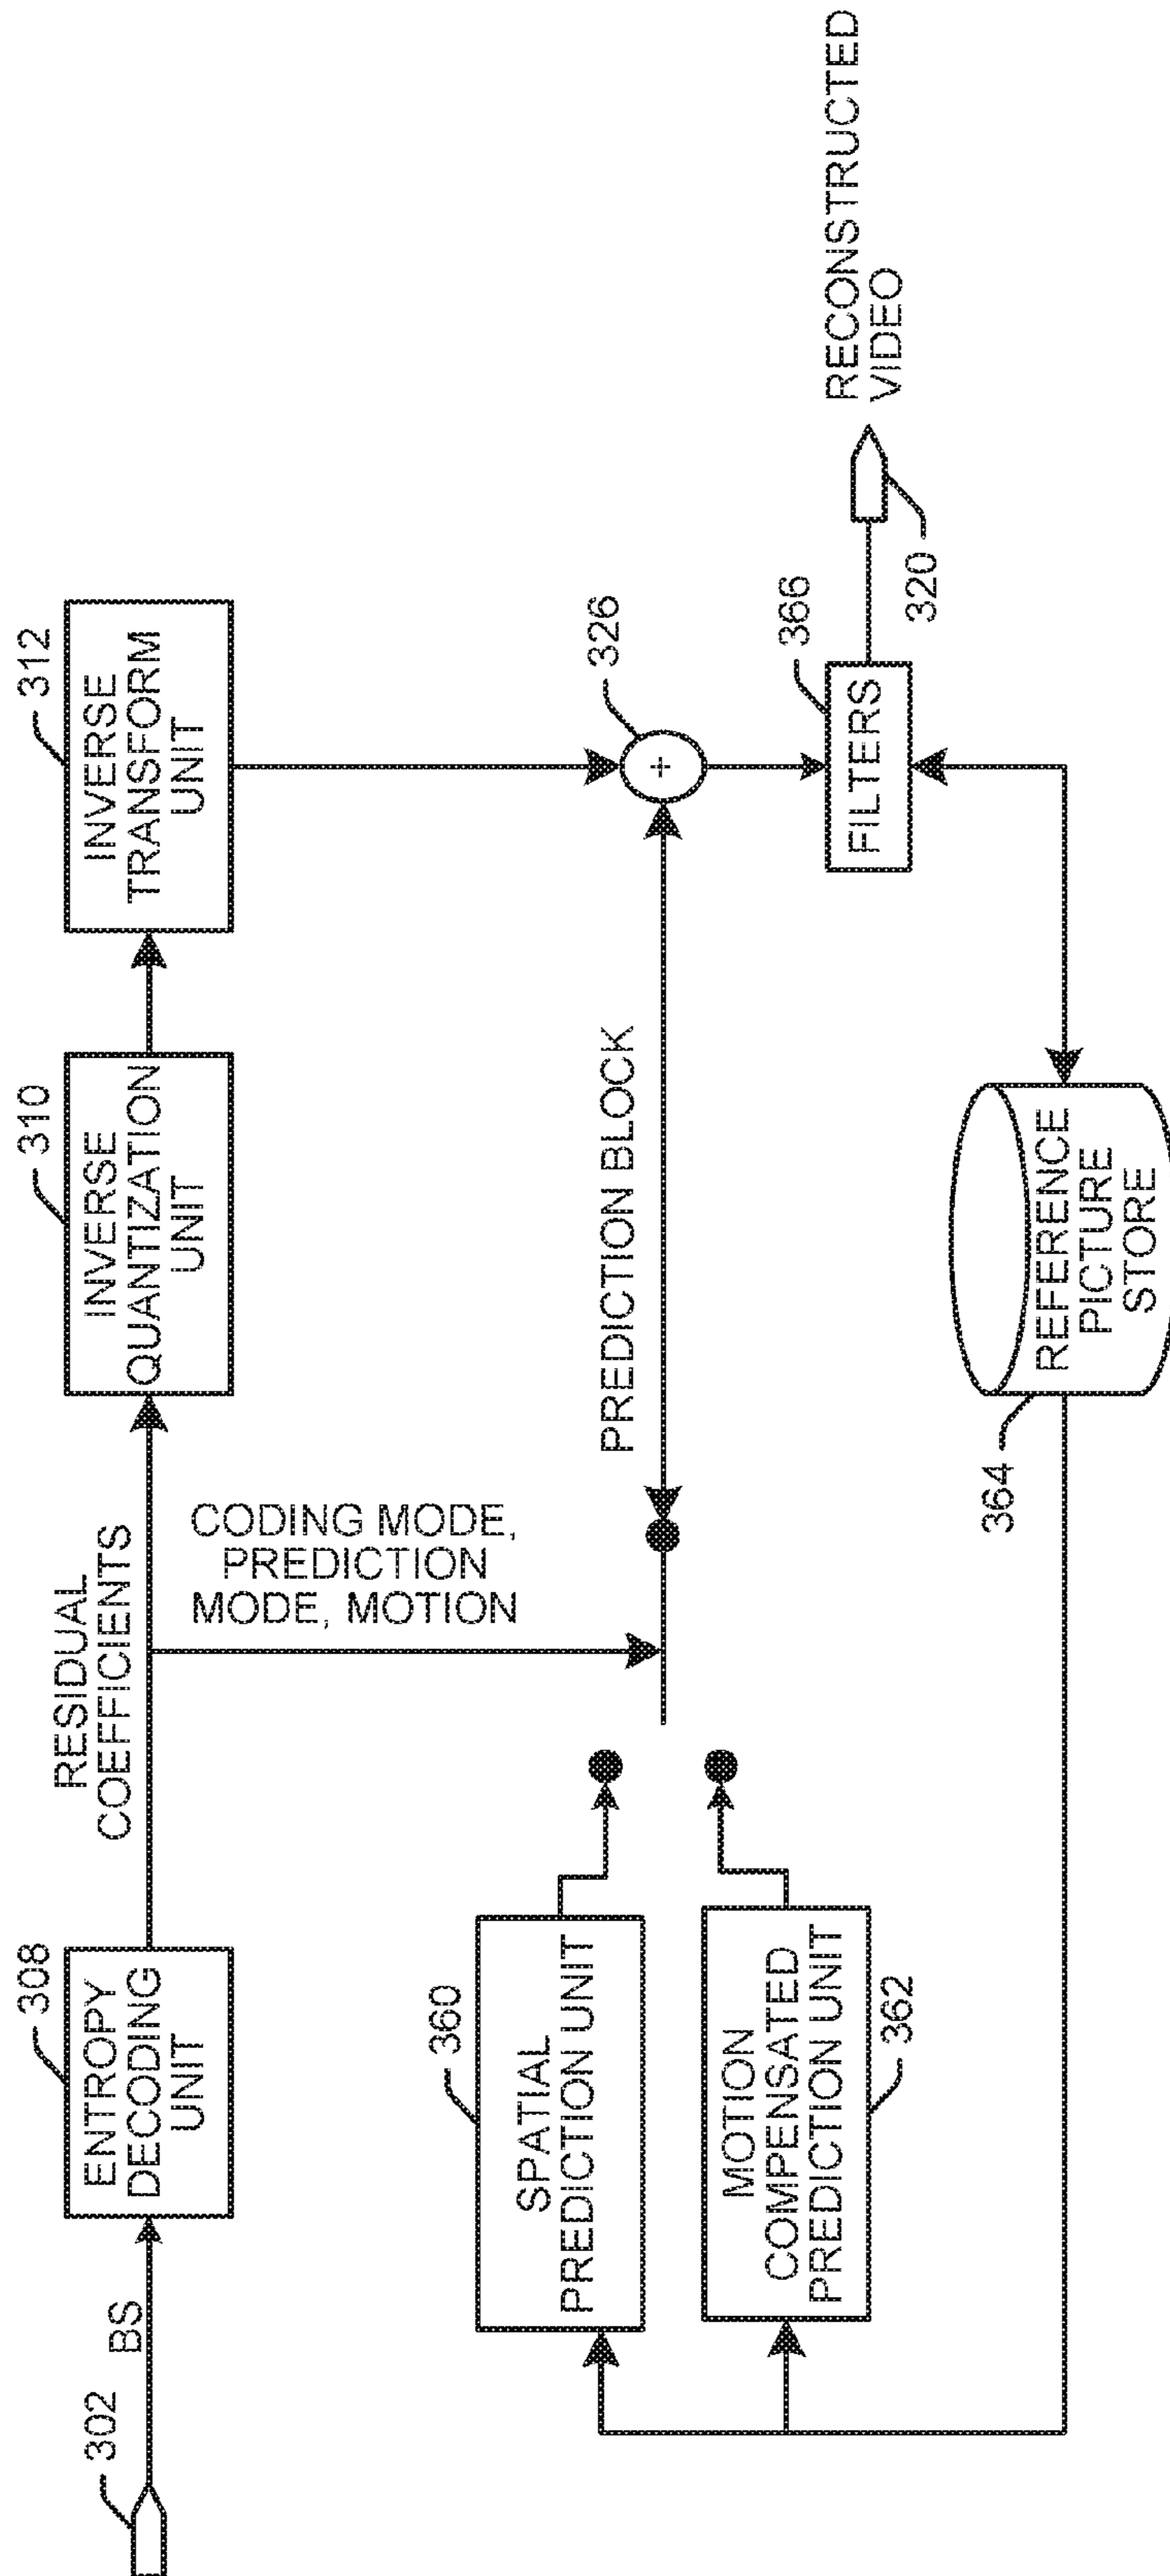 302
BS
308
ENTROPY
DECODING
UNIT
RESIDUAL
COEFFICIENTS
310
INVERSE
QUANTIZATION
UNIT
312
INVERSE
TRANSFORM
UNIT
CODING MODE,
PREDICTION
MODE, MOTION
360
SPATIAL
PREDICTION UNIT
MOTION
COMPENSATED
PREDICTION UNIT
362
PREDICTION BLOCK
326
+
366
FILTERS
320
RECONSTRUCTED
VIDEO
364
REFERENCE
PICTURE
STORE